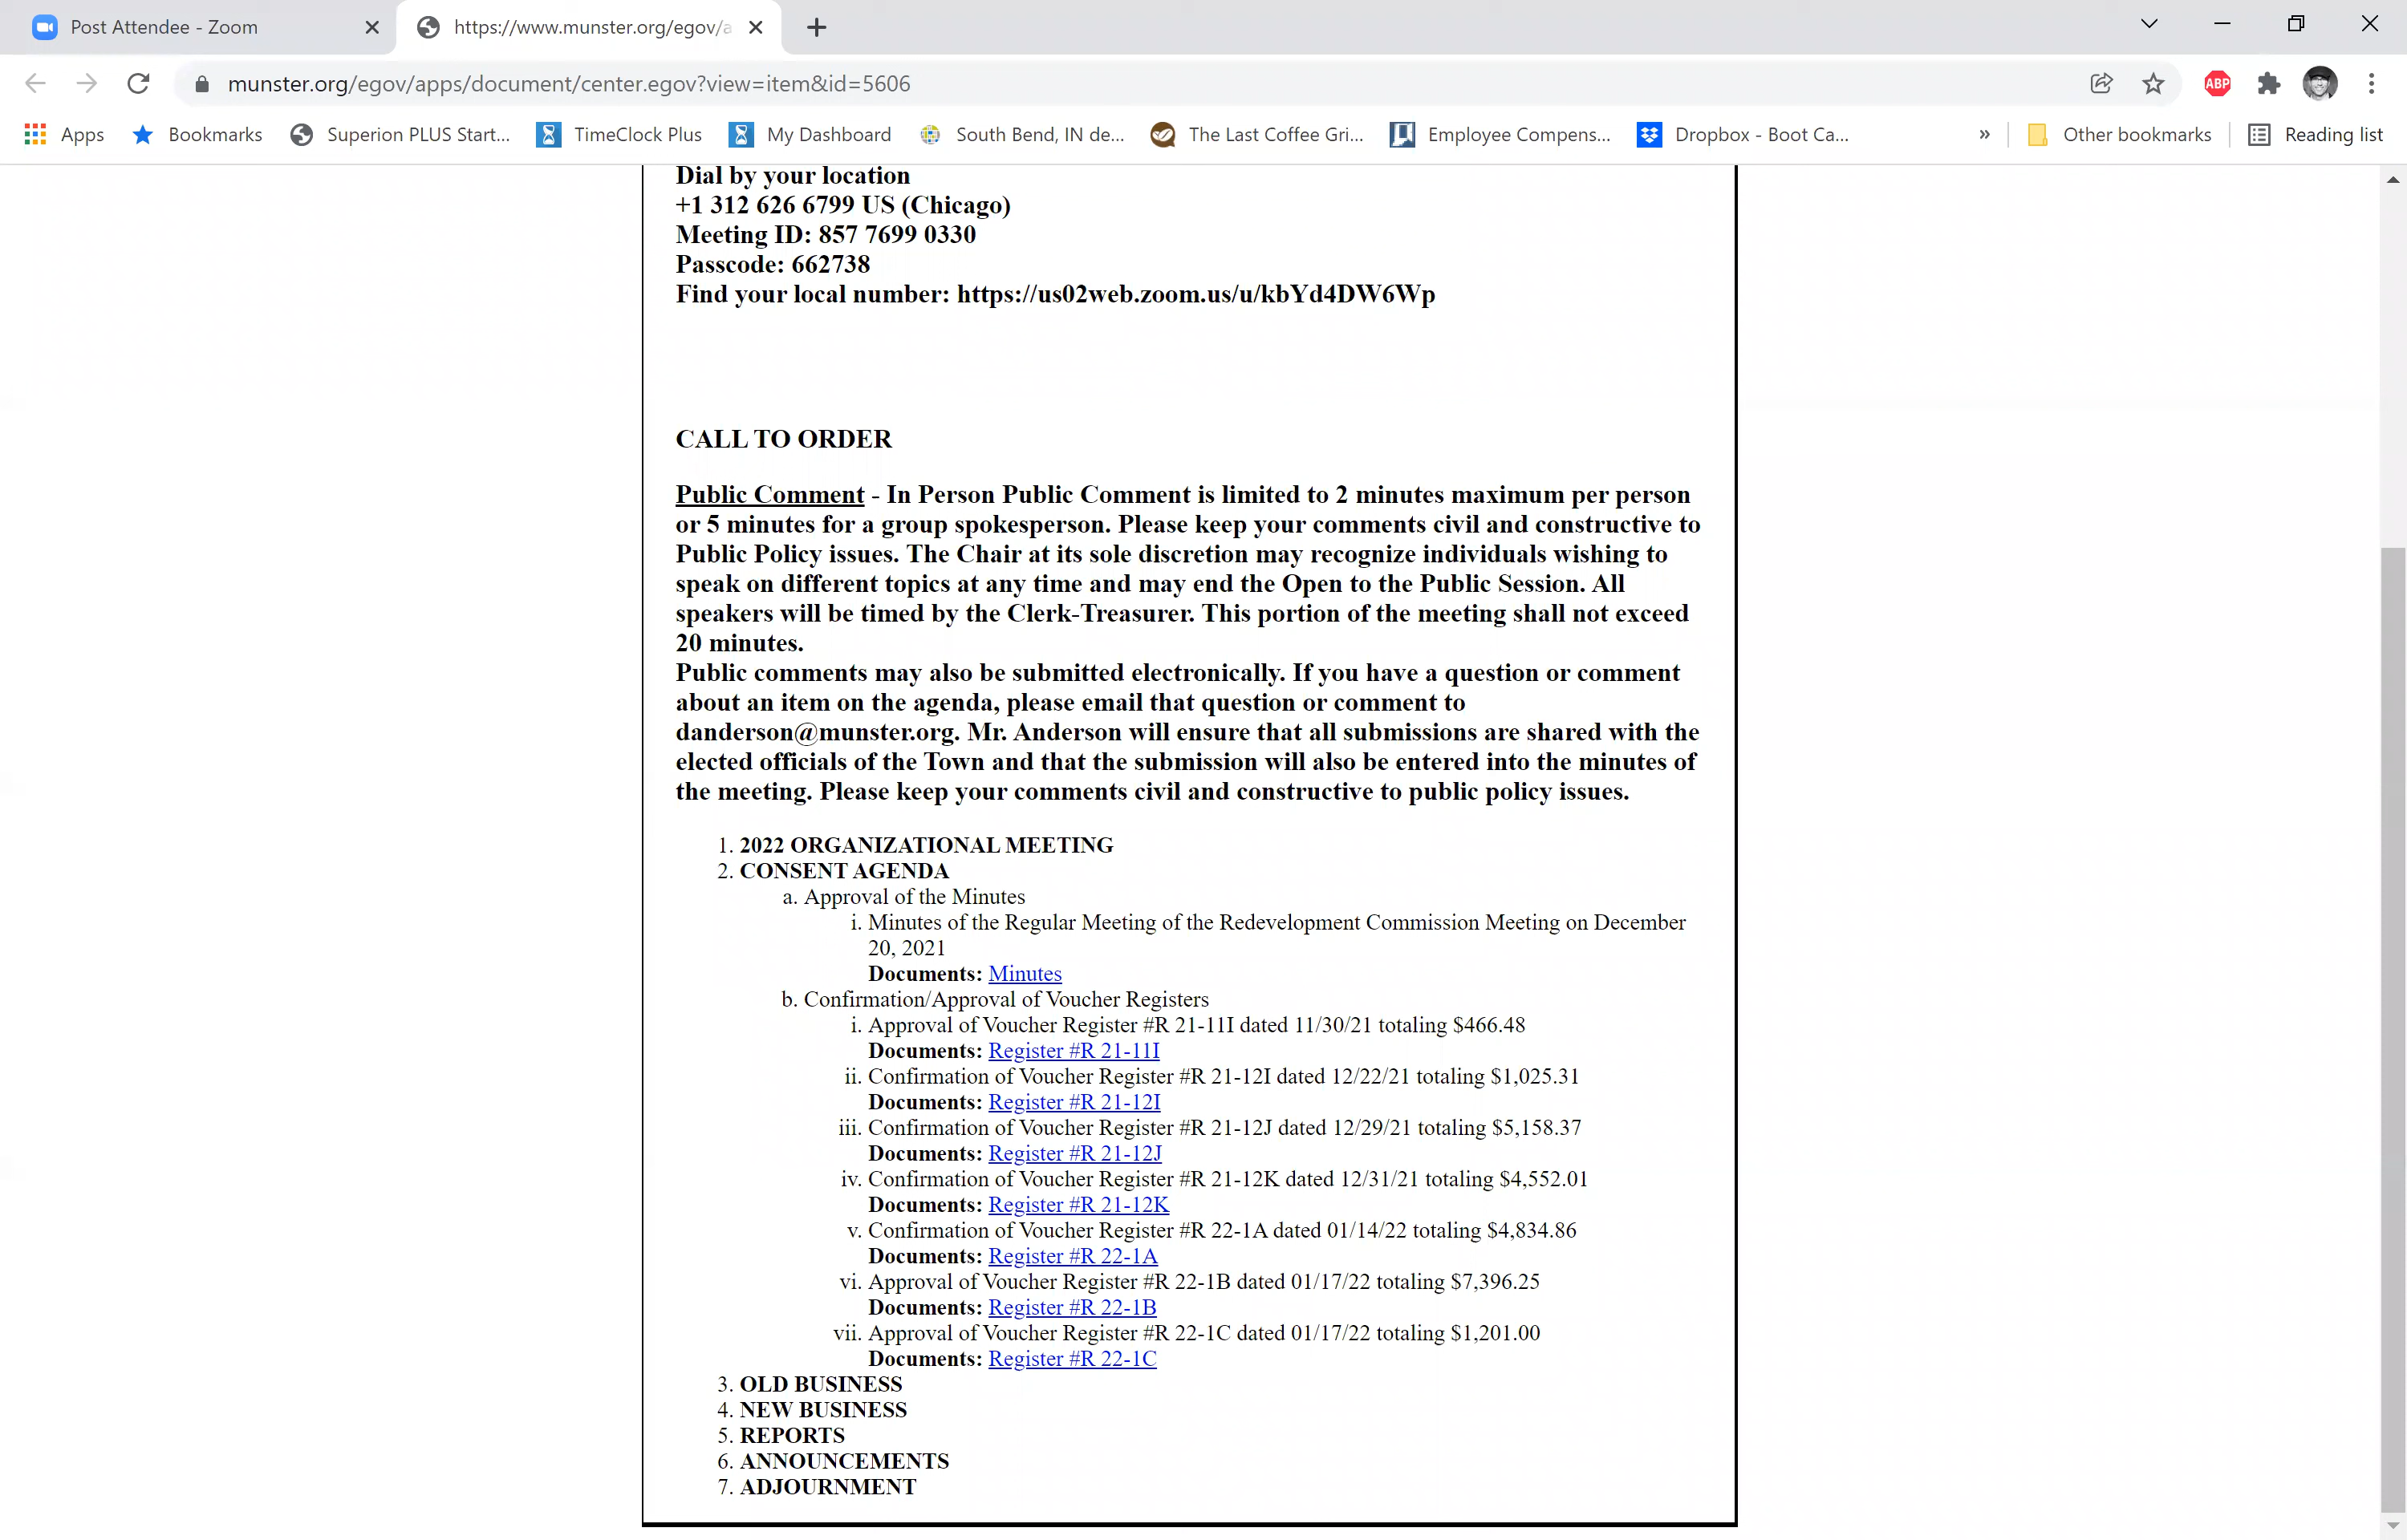 Post Attendee - Zoom
https://www.munster.org/egov/a
munster.org/egov/apps/document/center.egov?view=item&id=5606
ABP
Apps
Bookmarks
Superion PLUS Start...
TimeClock Plus
My Dashboard
South Bend, IN de...
The Last Coffee Gri...
Employee Compens...
Dropbox - Boot Ca...
»
Other bookmarks
Reading list
Dial by your location
+1 312 626 6799 US (Chicago)
Meeting ID: 857 7699 0330
Passcode: 662738
Find your local number: https://us02web.zoom.us/u/kbYd4DW6Wp
CALL TO ORDER
Public Comment - In Person Public Comment is limited to 2 minutes maximum per person
or 5 minutes for a group spokesperson. Please keep your comments civil and constructive to
Public Policy issues. The Chair at its sole discretion may recognize individuals wishing to
speak on different topics at any time and may end the Open to the Public Session. All
speakers will be timed by the Clerk-Treasurer. This portion of the meeting shall not exceed
20 minutes.
Public comments may also be submitted electronically. If you have a question or comment
about an item on the agenda, please email that question or comment to
danderson@munster.org. Mr. Anderson will ensure that all submissions are shared with the
elected officials of the Town and that the submission will also be entered into the minutes of
the meeting. Please keep your comments civil and constructive to public policy issues.
1. 2022 ORGANIZATIONAL MEETING
2. CONSENT AGENDA
a. Approval of the Minutes
i. Minutes of the Regular Meeting of the Redevelopment Commission Meeting on December
20, 2021
Documents: Minutes
b. Confirmation/Approval of Voucher Registers
i. Approval of Voucher Register #R 21-11I dated 11/30/21 totaling $466.48
Documents: Register #R 21-11I
ii. Confirmation of Voucher Register #R 21-12I dated 12/22/21 totaling $1,025.31
Documents: Register #R 21-12I
iii. Confirmation of Voucher Register #R 21-12J dated 12/29/21 totaling $5,158.37
Documents: Register #R 21-12J
iv. Confirmation of Voucher Register #R 21-12K dated 12/31/21 totaling $4,552.01
Documents: Register #R 21-12K
v. Confirmation of Voucher Register #R 22-1A dated 01/14/22 totaling $4,834.86
Documents: Register #R 22-1A
vi. Approval of Voucher Register #R 22-1B dated 01/17/22 totaling $7,396.25
Documents: Register #R 22-1B
vii. Approval of Voucher Register #R 22-1C dated 01/17/22 totaling $1,201.00
Documents: Register #R 22-1C
3. OLD BUSINESS
4. NEW BUSINESS
5. REPORTS
6. ANNOUNCEMENTS
7. ADJOURNMENT